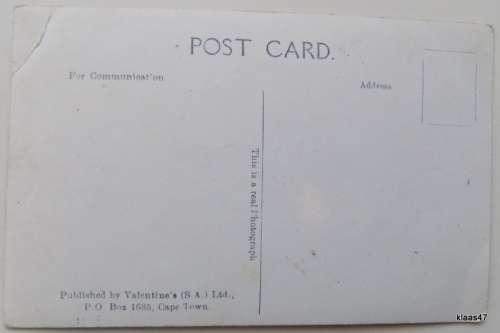 POST CARD.
For Communication
Address
This is a real Photograph
Published by Valentine's (S.A.) Ltd.,
P.O Box 1685, Cape Town.
klaas47